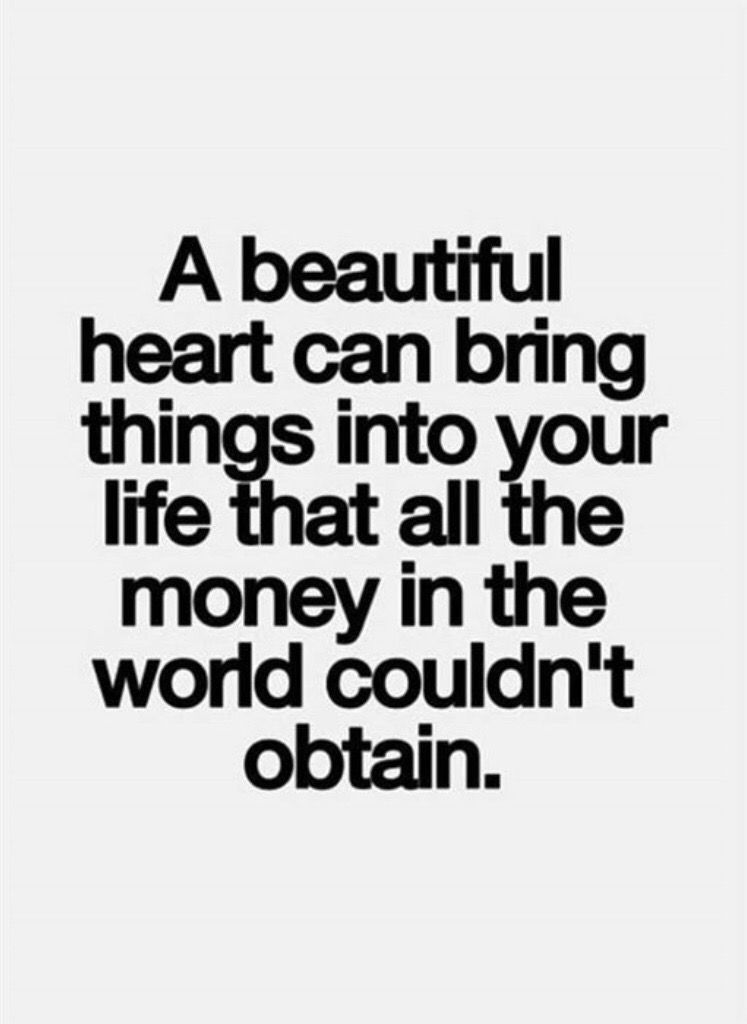 A beautiful
heart can bring
things into your
life that all the
money in the
world couldn't
obtain.